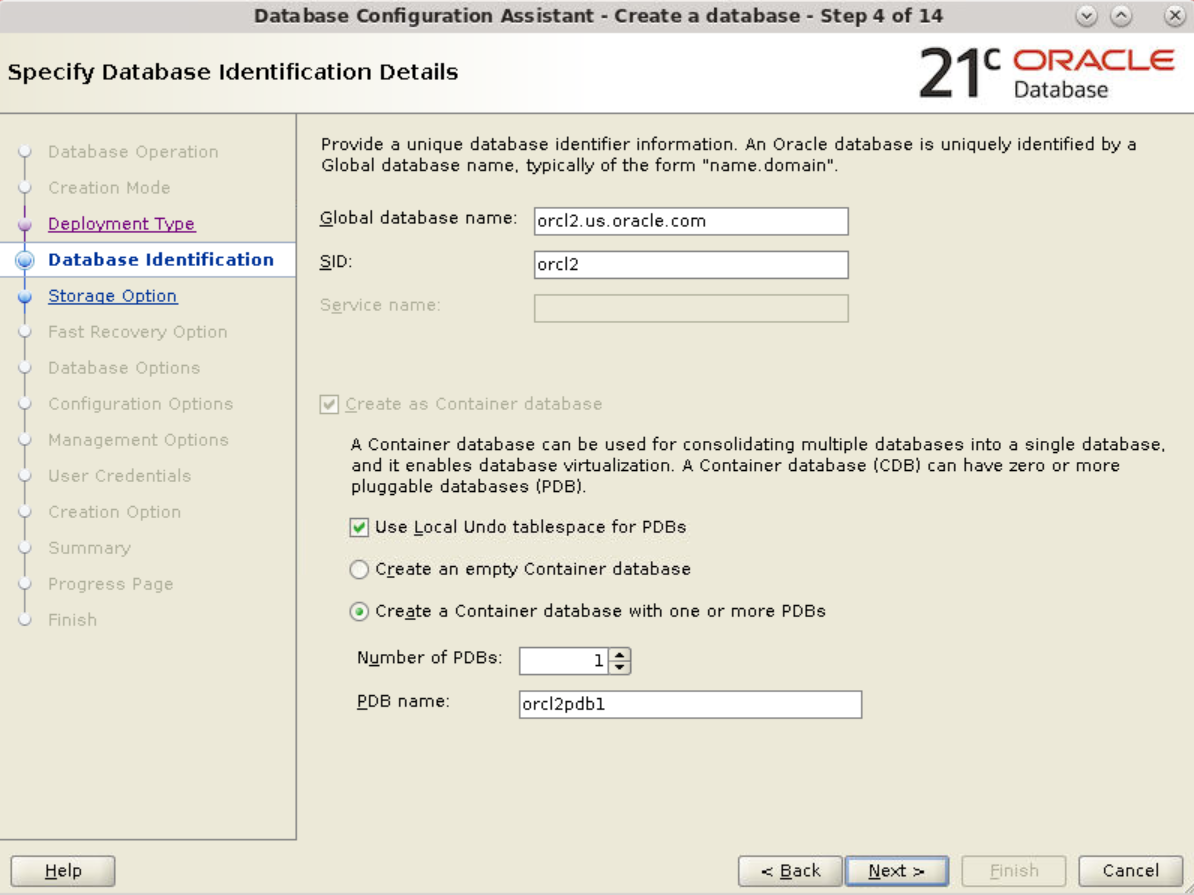 Database Configuration Assistant - Create a database - Step 4 of 14
Specify Database Identification Details
21c ORACLE
Database
Database Operation
Creation Mode
Deployment Type
Database Identification
Storage Option
Fast Recovery Option
Database Options
Configuration Options
Management Options
User Credentials
Creation Option
Summary
Progress Page
Finish
Provide a unique database identifier information. An Oracle database is uniquely identified by a
Global database name, typically of the form "name.domain".
Global database name: orcl2.us.oracle.com
SID: orcl2
Service name:
Create as Container database
A Container database can be used for consolidating multiple databases into a single database,
and it enables database virtualization. A Container database (CDB) can have zero or more
pluggable databases (PDB).
Use Local Undo tablespace for PDBs
Create an empty Container database
Create a Container database with one or more PDBs
Number of PDBs: 1
PDB name: orcl2pdb1
Help
< Back
Next >
Finish
Cancel